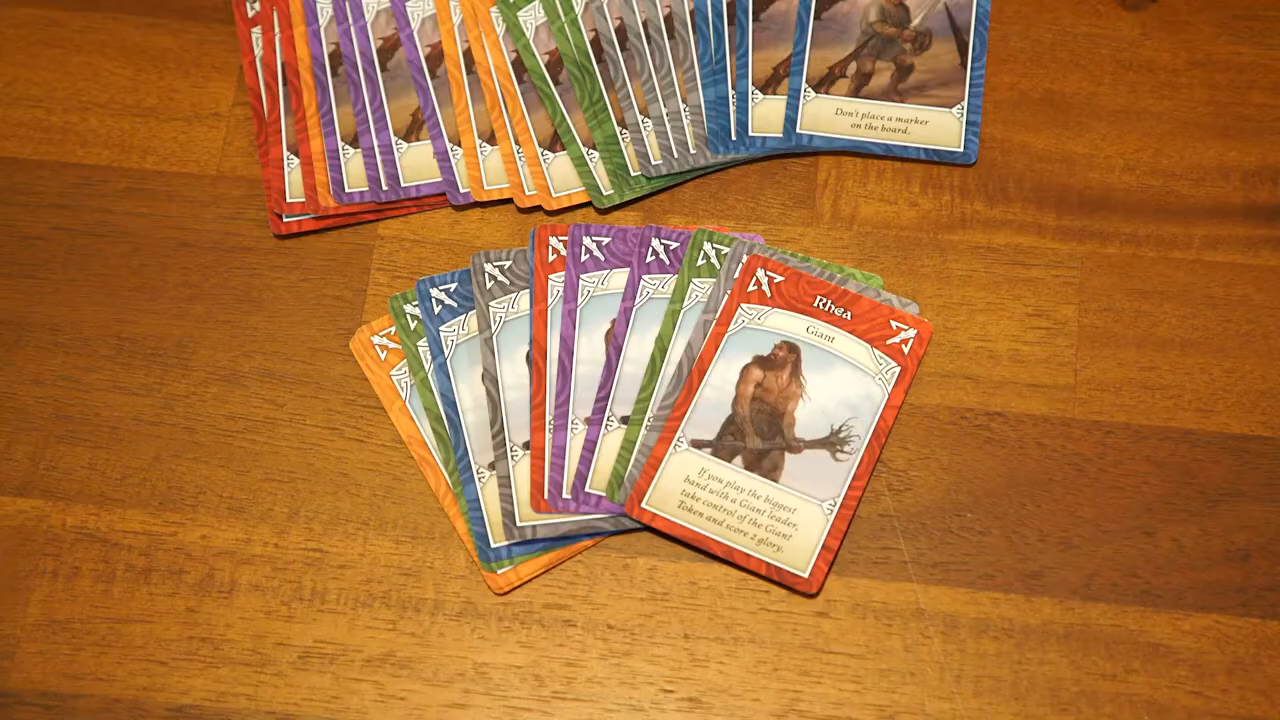 Don't place a marker
on the board.
Rhea
Giant
If you play the biggest
band with a Giant leader,
take control of the Giant
Token and score 2 glory.